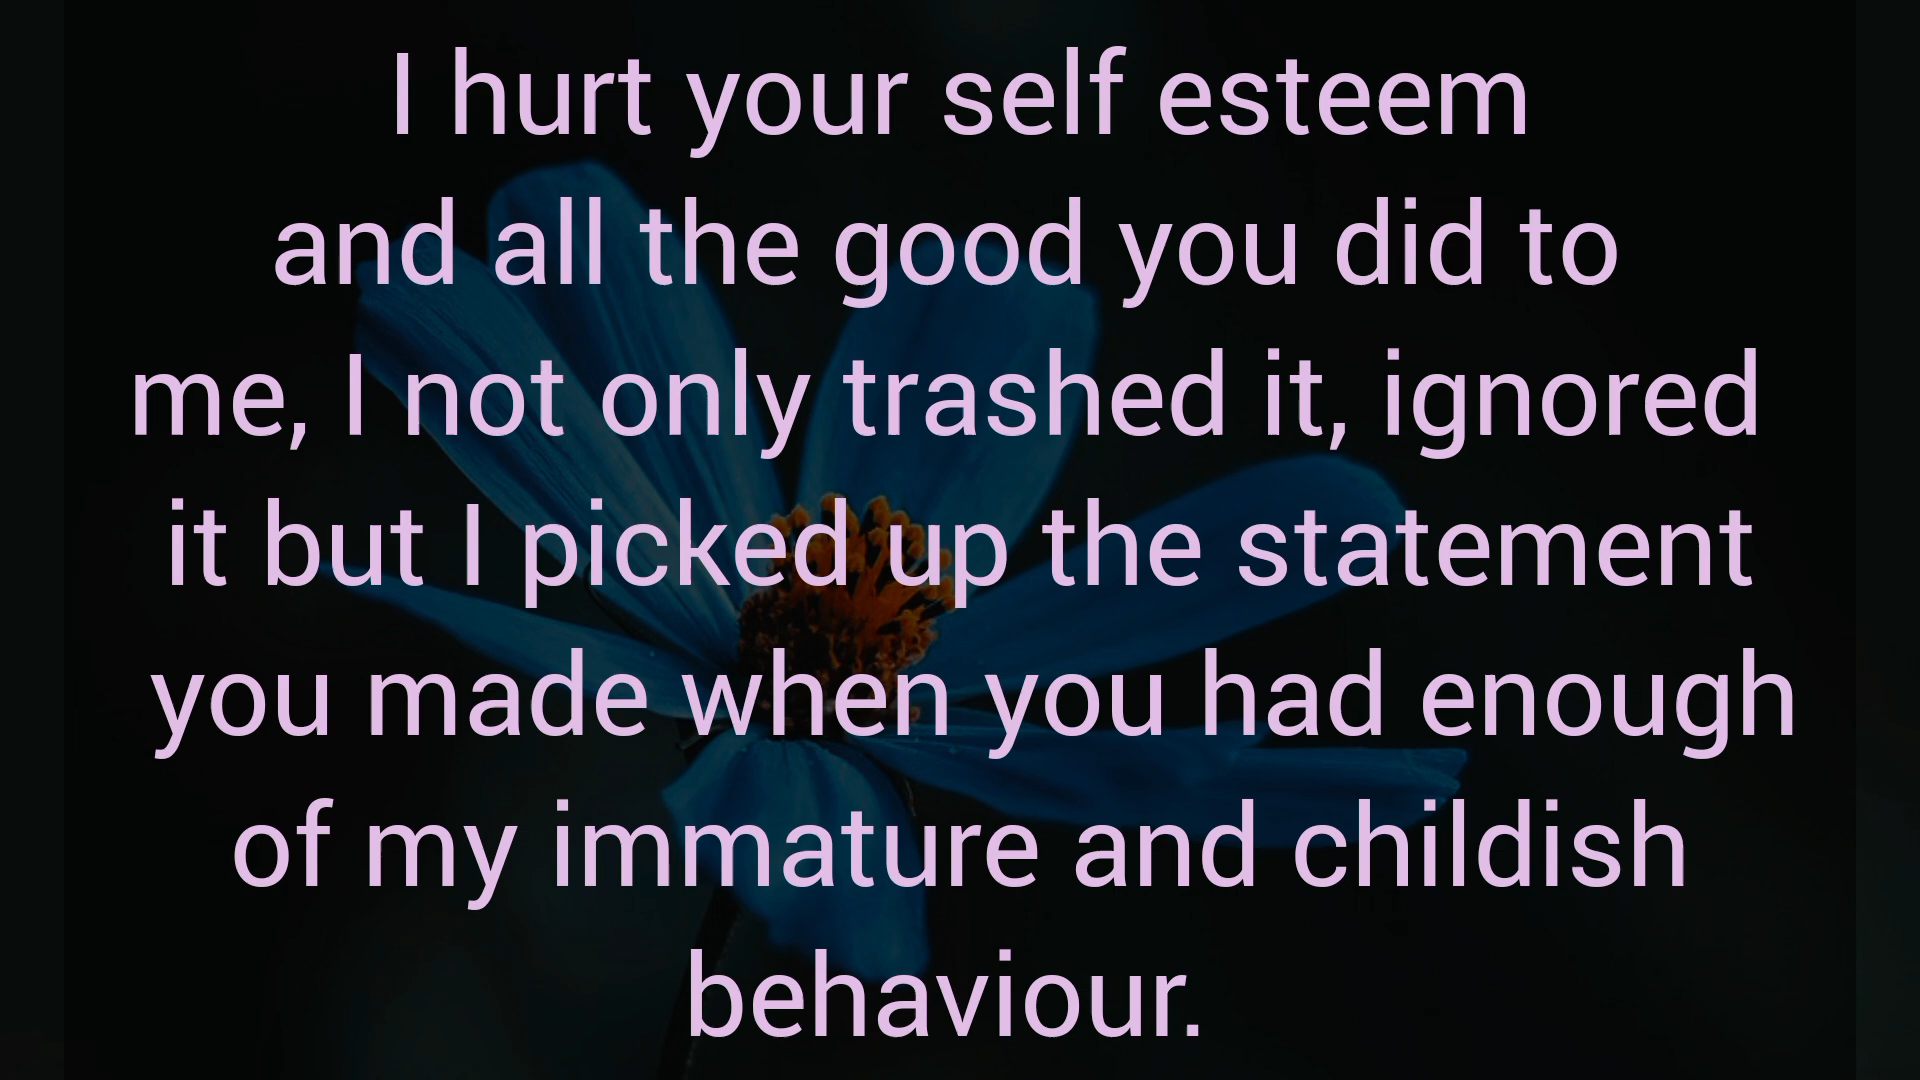 I hurt your self esteem
and all the good you did to
me, I not only trashed it, ignored
it but I picked up the statement
you made when you had enough
of my immature and childish
behaviour.